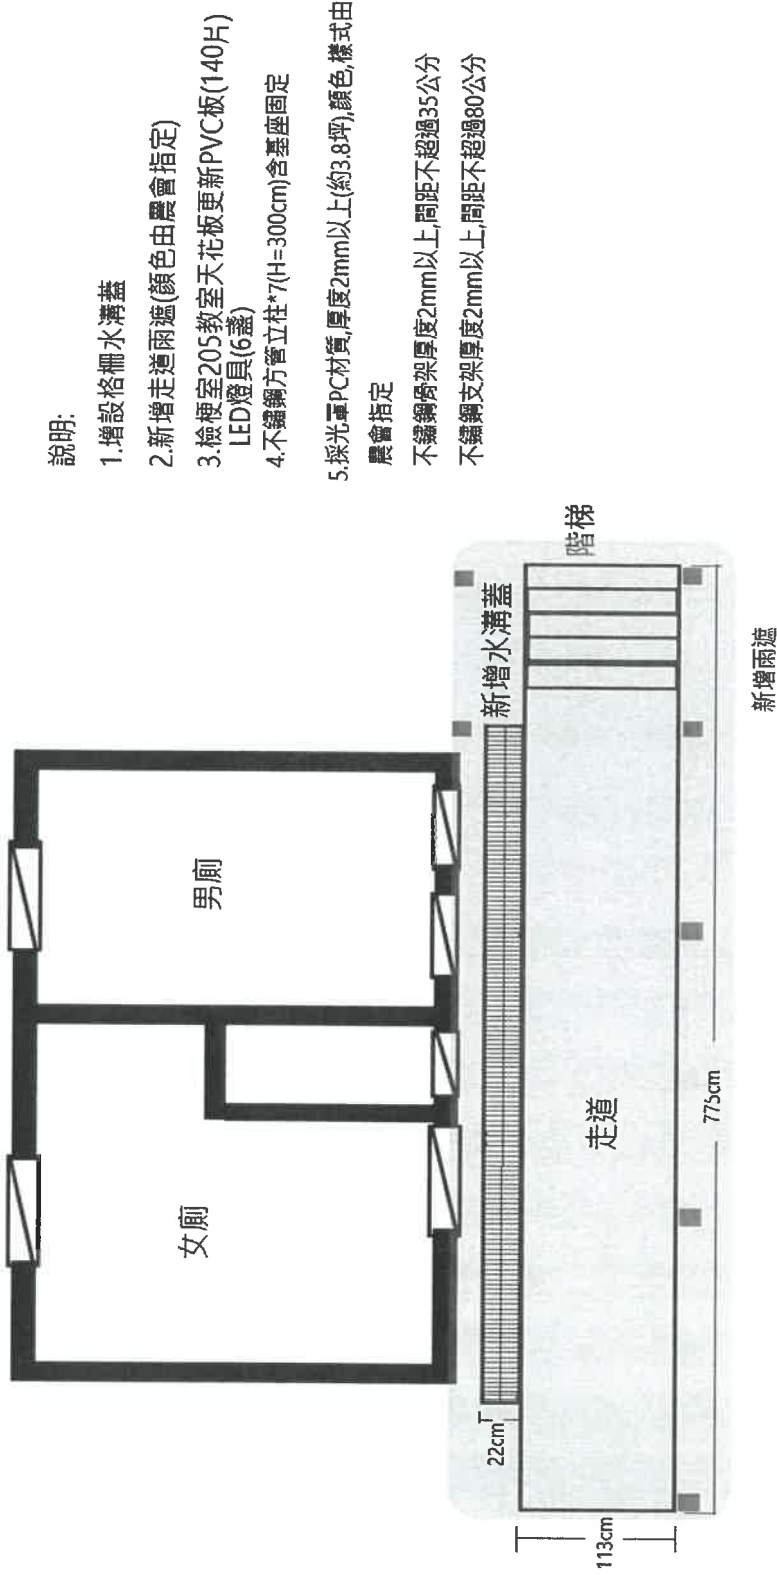 說明:
1.增設格柵水溝蓋
2.新增走道雨遮(顏色由農會指定)
3.檢梗室205教室天花板更新PVC板(140片)
LED燈具(6盞)
4.不鏽鋼方管立柱*7(H=300cm)含基座固定
5.採光罩PC材質,厚度2mm以上(約3.8坪),顏色,樣式由
農會指定
不鏽鋼骨架厚度2mm以上,間距不超過35公分
不鏽鋼支架厚度2mm以上,間距不超過80公分
女廁
男廁
新增水溝蓋
階梯
22cm
走道
113cm
775cm
新增雨遮